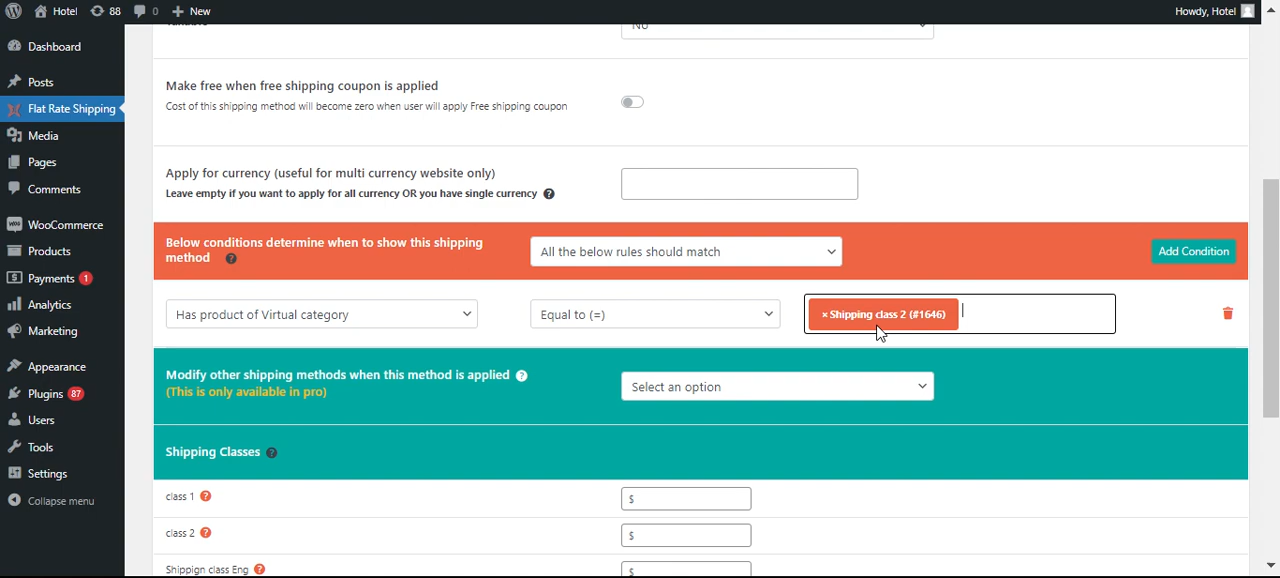 Hotel 88 0 New Howdy, Hotel
Dashboard
Posts
Flat Rate Shipping
Media
Pages
Comments
WooCommerce
Products
Payments 1
Analytics
Marketing
Appearance
Plugins 87
Users
Tools
Settings
Collapse menu
No
Make free when free shipping coupon is applied
Cost of this shipping method will become zero when user will apply Free shipping coupon
Apply for currency (useful for multi currency website only)
Leave empty if you want to apply for all currency OR you have single currency ?
Below conditions determine when to show this shipping
method ?
All the below rules should match
Add Condition
Has product of Virtual category
Equal to (=)
× Shipping class 2 (#1646)
Modify other shipping methods when this method is applied ?
(This is only available in pro)
Select an option
Shipping Classes ?
class 1 ? $
class 2 ? $
Shippign class Eng ? $